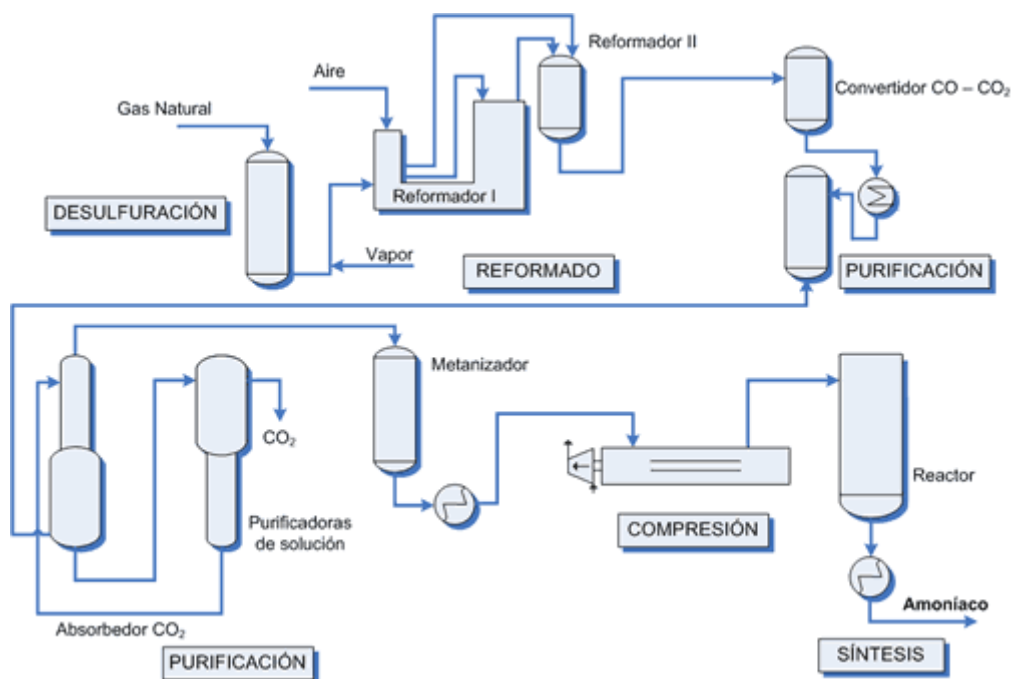 Reformador II
Aire
Convertidor CO – CO₂
Gas Natural
DESULFURACIÓN
Reformador I
Vapor
REFORMADO
PURIFICACIÓN
Metanizador
CO₂
Reactor
Purificadoras
de solución
COMPRESIÓN
Amoníaco
Absorbedor CO₂
PURIFICACIÓN
SÍNTESIS